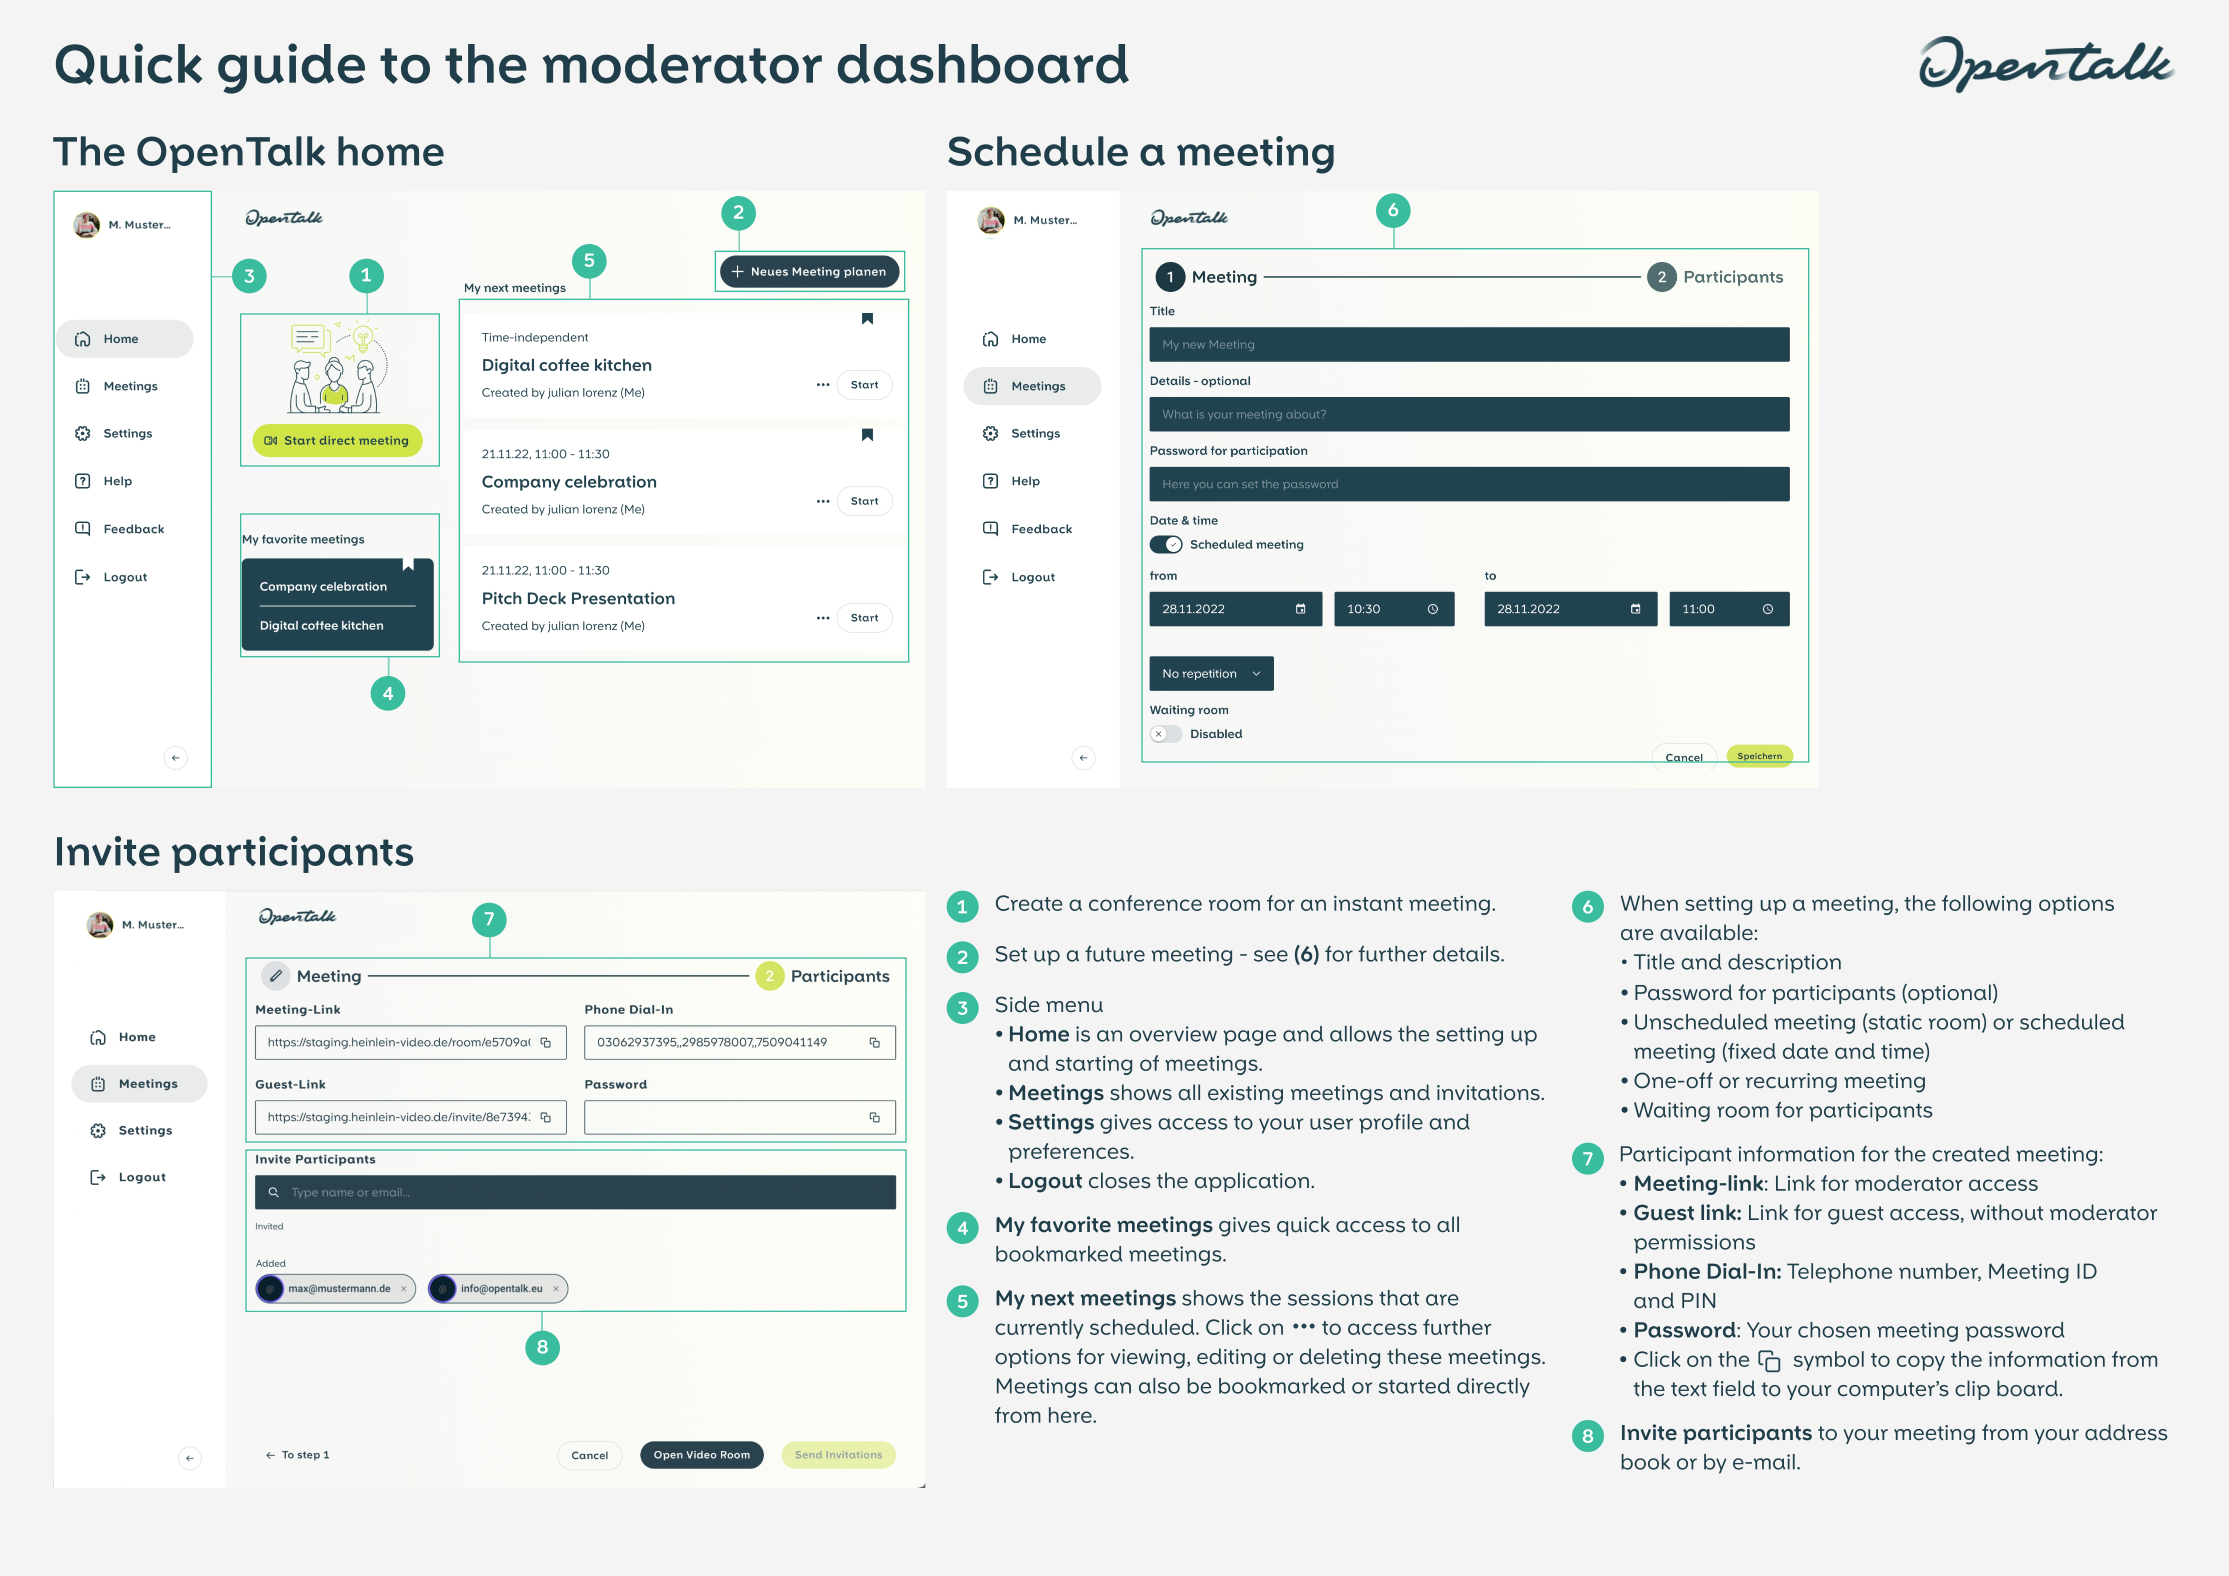 Quick guide to the moderator dashboard
Opentalk
The OpenTalk home
M. Muster...
Home
Meetings
Settings
Help
Feedback
Logout
Opentalk
3
1
Start direct meeting
My favorite meetings
Company celebration
Digital coffee kitchen
4
5
2
Neues Meeting planen
My next meetings
Time-independent
Digital coffee kitchen
Created by julian lorenz (Me)
Start
21.11.22, 11:00 - 11:30
Company celebration
Created by julian lorenz (Me)
Start
21.11.22, 11:00 - 11:30
Pitch Deck Presentation
Created by julian lorenz (Me)
Start
Schedule a meeting
M. Muster...
Home
Meetings
Settings
Help
Feedback
Logout
Opentalk
6
1 Meeting 2 Participants
Title
My new Meeting
Details - optional
What is your meeting about?
Password for participation
Here you can set the password
Date & time
Scheduled meeting
from to
28.11.2022 10:30 28.11.2022 11:00
No repetition
Waiting room
Disabled
Cancel Speichern
Invite participants
M. Muster...
Home
Meetings
Settings
Logout
Opentalk
7
Meeting 2 Participants
Meeting-Link Phone Dial-In
https://staging.heinlein-video.de/room/e5709a 03062937395,,2985978007,,7509041149
Guest-Link Password
https://staging.heinlein-video.de/invite/8e7394
Invite Participants
Type name or email...
Invited
Added
@ max@mustermann.de × @ info@opentalk.eu ×
8
To step 1 Cancel Open Video Room Send Invitations
1 Create a conference room for an instant meeting.
2 Set up a future meeting - see (6) for further details.
3 Side menu
• Home is an overview page and allows the setting up
and starting of meetings.
• Meetings shows all existing meetings and invitations.
• Settings gives access to your user profile and
preferences.
• Logout closes the application.
4 My favorite meetings gives quick access to all
bookmarked meetings.
5 My next meetings shows the sessions that are
currently scheduled. Click on ••• to access further
options for viewing, editing or deleting these meetings.
Meetings can also be bookmarked or started directly
from here.
6 When setting up a meeting, the following options
are available:
• Title and description
• Password for participants (optional)
• Unscheduled meeting (static room) or scheduled
meeting (fixed date and time)
• One-off or recurring meeting
• Waiting room for participants
7 Participant information for the created meeting:
• Meeting-link: Link for moderator access
• Guest link: Link for guest access, without moderator
permissions
• Phone Dial-In: Telephone number, Meeting ID
and PIN
• Password: Your chosen meeting password
• Click on the symbol to copy the information from
the text field to your computer’s clip board.
8 Invite participants to your meeting from your address
book or by e-mail.